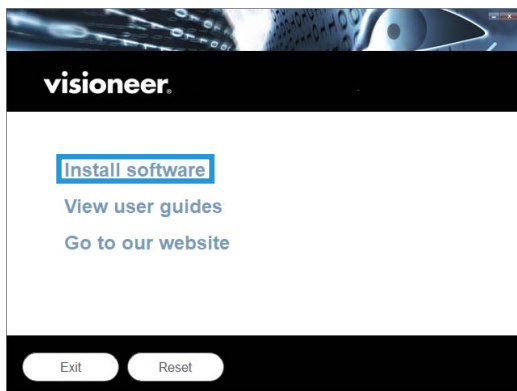 visioneer®
Install software
View user guides
Go to our website
Exit
Reset